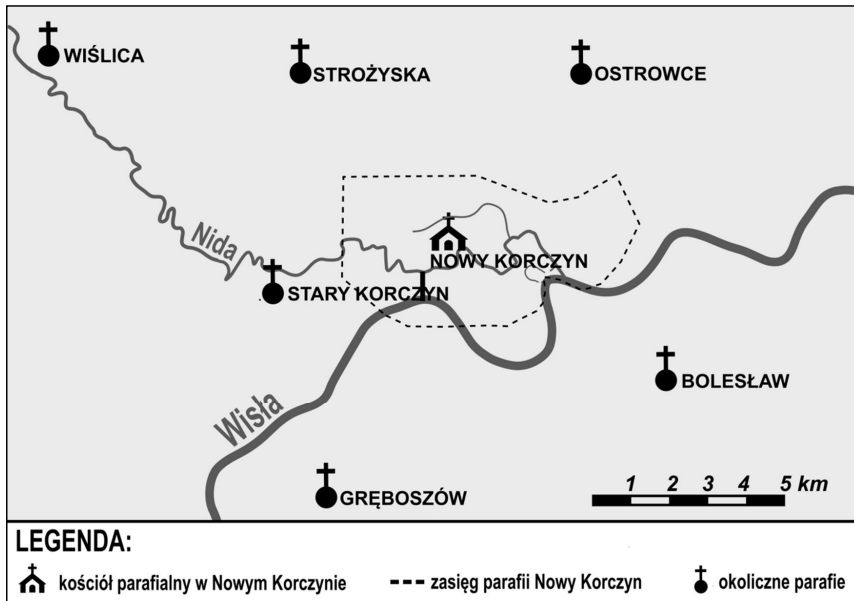 WIŚLICA
STROŻYSKA
OSTROWCE
Nida
NOWY KORCZYN
STARY KORCZYN
BOLESŁAW
Wisła
GRĘBOSZÓW
1 2 3 4 5 km
LEGENDA:
kościół parafialny w Nowym Korczynie zasięg parafii Nowy Korczyn okoliczne parafie